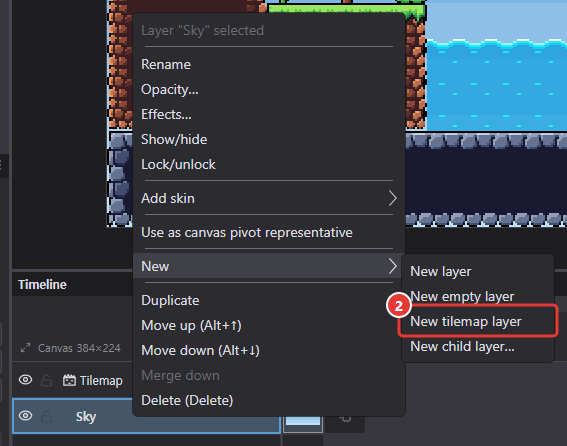 Layer "Sky" selected
Rename
Opacity...
Effects...
Show/hide
Lock/unlock
Add skin
Use as canvas pivot representative
New
New layer
New empty layer
2
New tilemap layer
New child layer...
Duplicate
Move up (Alt+↑)
Move down (Alt+↓)
Merge down
Delete (Delete)
Timeline
Canvas 384×224
Tilemap
Sky